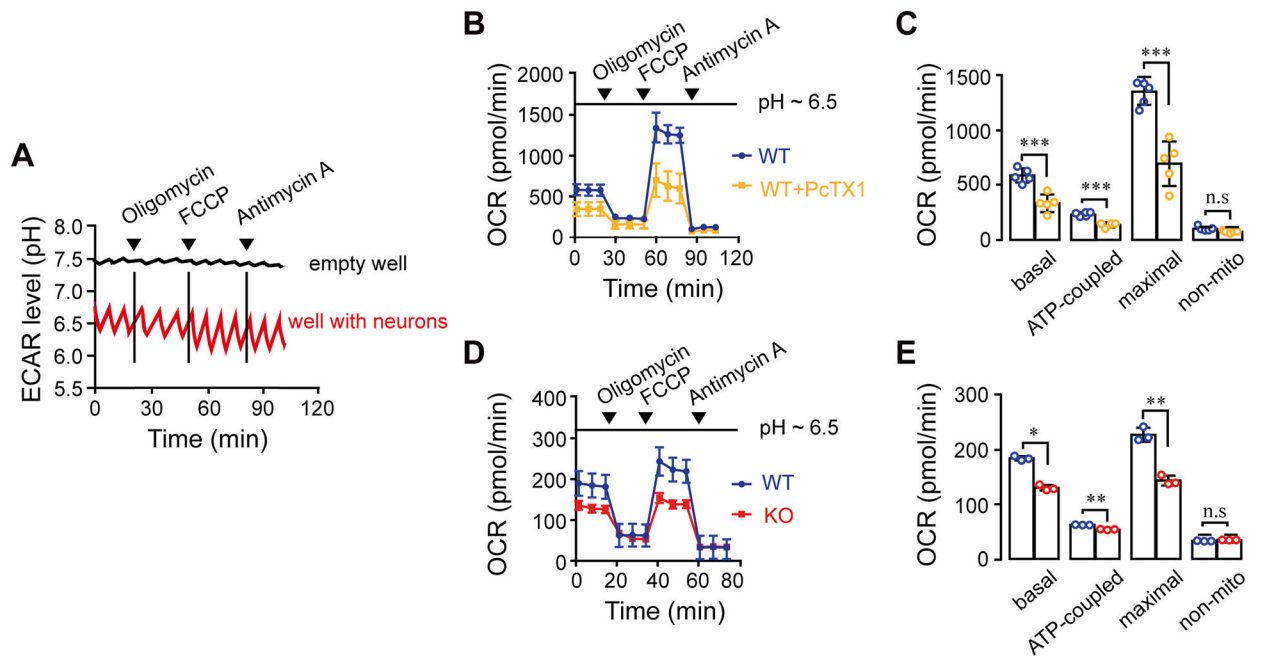 A
Oligomycin
FCCP
Antimycin A
ECAR level (pH)
8.0
7.5
7.0
6.5
6.0
5.5
empty well
well with neurons
0 30 60 90 120
Time (min)
B
Oligomycin
FCCP
Antimycin A
OCR (pmol/min)
2000
1500
1000
500
0
pH ~ 6.5
WT
WT+PcTX1
0 30 60 90 120
Time (min)
C
OCR (pmol/min)
1500
1000
500
0
***
***
***
n.s
basal
ATP-coupled
maximal
non-mito
D
Oligomycin
FCCP
Antimycin A
OCR (pmol/min)
400
300
200
100
0
pH ~ 6.5
WT
KO
0 20 40 60 80
Time (min)
E
OCR (pmol/min)
300
200
100
0
*
**
**
n.s
basal
ATP-coupled
maximal
non-mito